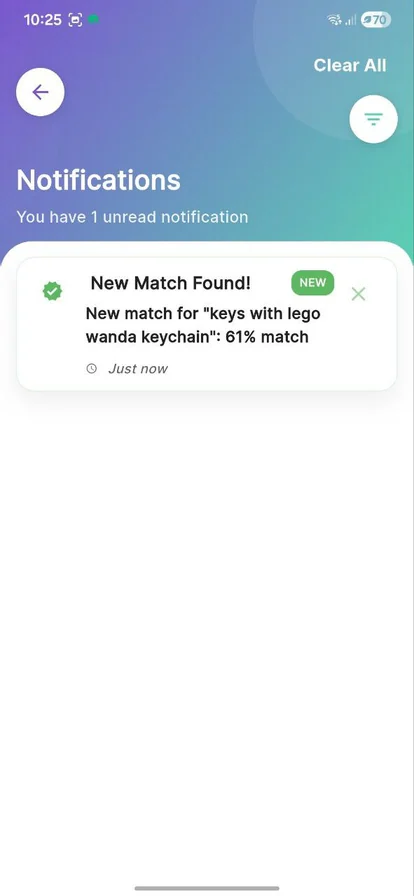 10:25
70
Clear All
Notifications
You have 1 unread notification
New Match Found!
NEW
New match for "keys with lego
wanda keychain": 61% match
Just now